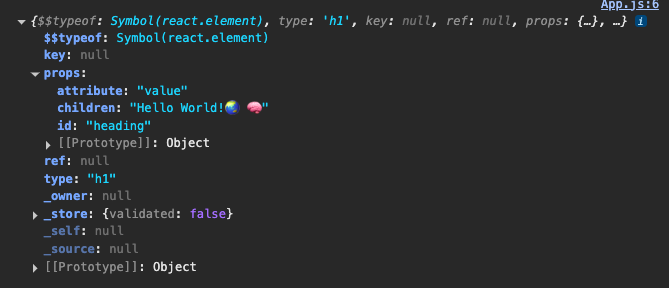 App.js:6
▼ {$$typeof: Symbol(react.element), type: 'h1', key: null, ref: null, props: {…}, …} i
$$typeof: Symbol(react.element)
key: null
▼ props:
attribute: "value"
children: "Hello World!🌏 🧠"
id: "heading"
▶ [[Prototype]]: Object
ref: null
type: "h1"
_owner: null
▶ _store: {validated: false}
_self: null
_source: null
▶ [[Prototype]]: Object